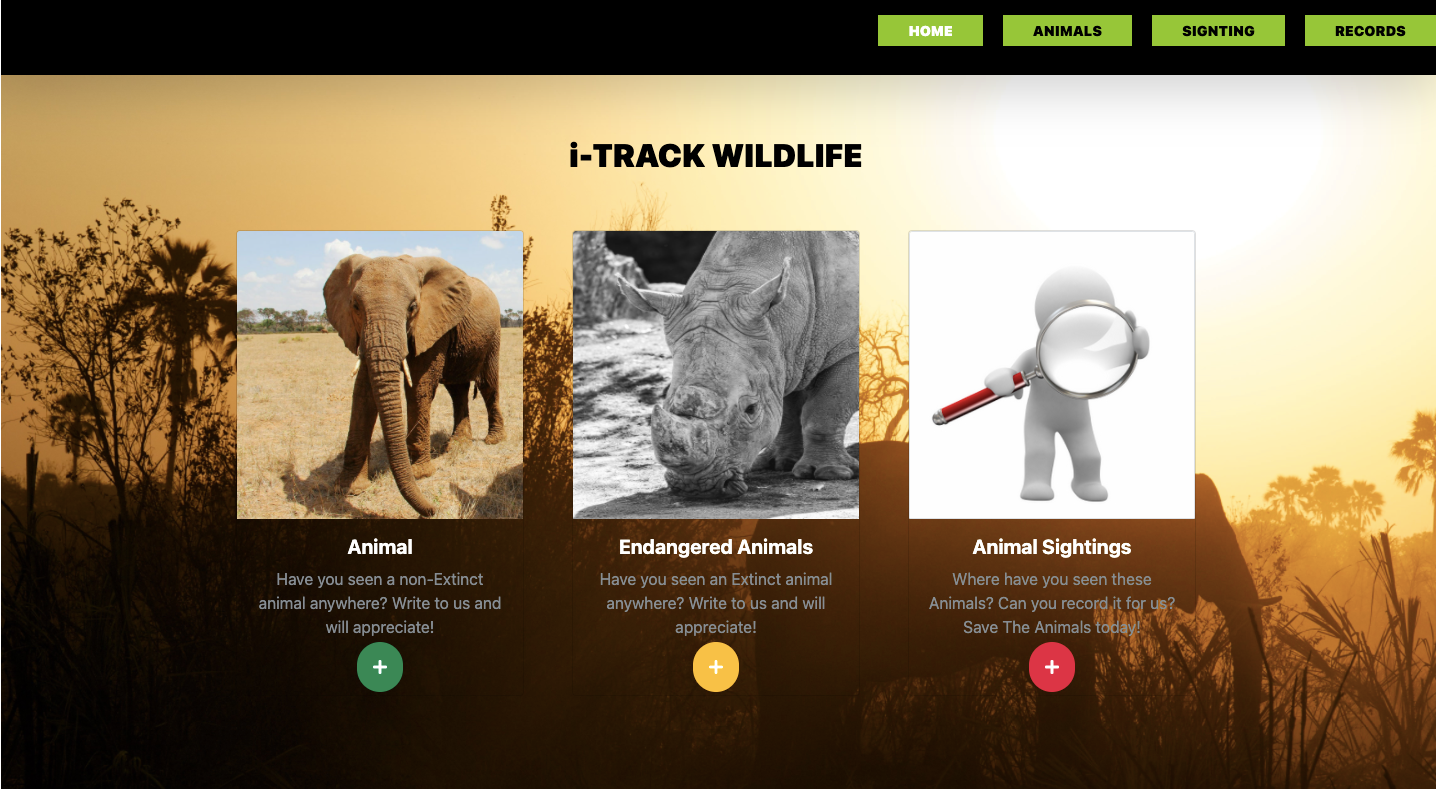 HOME
ANIMALS
SIGNTING
RECORDS
i-TRACK WILDLIFE
Animal
Have you seen a non-Extinct
animal anywhere? Write to us and
will appreciate!
+
Endangered Animals
Have you seen an Extinct animal
anywhere? Write to us and will
appreciate!
+
Animal Sightings
Where have you seen these
Animals? Can you record it for us?
Save The Animals today!
+